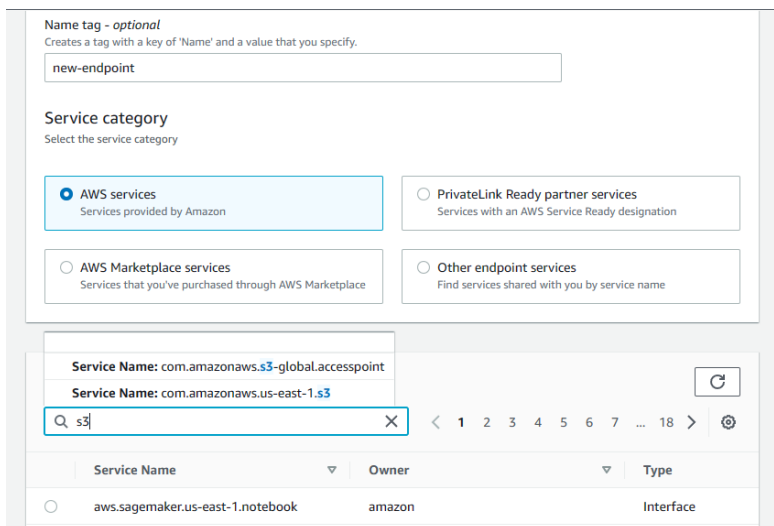 Name tag - optional
Creates a tag with a key of 'Name' and a value that you specify.
new-endpoint
Service category
Select the service category
AWS services
Services provided by Amazon
PrivateLink Ready partner services
Services with an AWS Service Ready designation
AWS Marketplace services
Services that you've purchased through AWS Marketplace
Other endpoint services
Find services shared with you by service name
Service Name: com.amazonaws.s3-global.accesspoint
Service Name: com.amazonaws.us-east-1.s3
s3
1 2 3 4 5 6 7 ... 18
Service Name Owner Type
aws.sagemaker.us-east-1.notebook amazon Interface